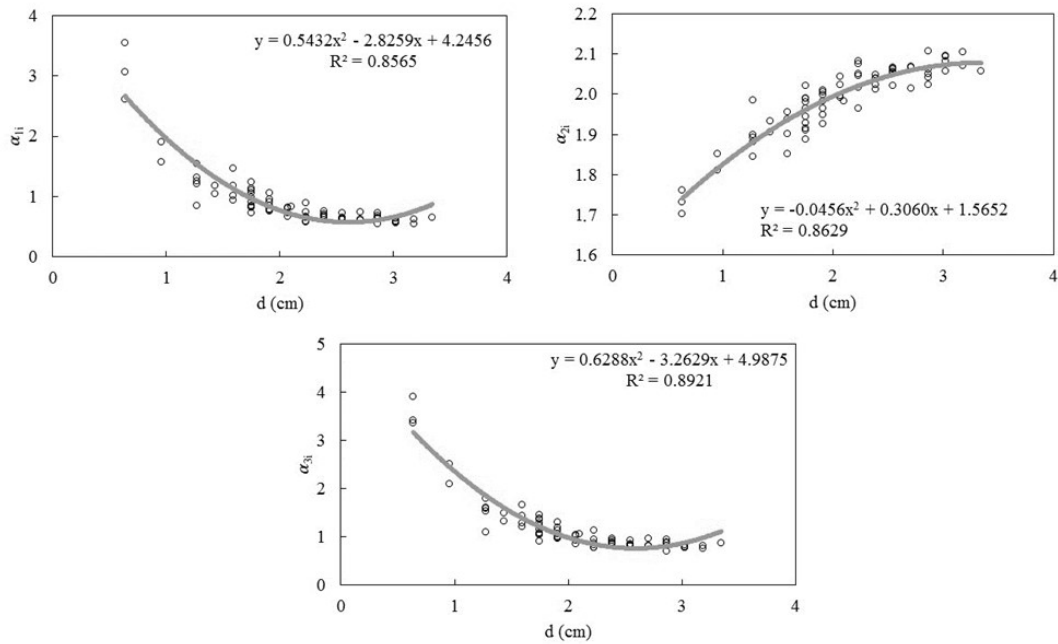 4
3
2
1
0
0
1
2
3
4
α1i
d (cm)
y = 0.5432x² - 2.8259x + 4.2456
R² = 0.8565
2.2
2.1
2.0
1.9
1.8
1.7
1.6
0
1
2
3
4
α2i
d (cm)
y = -0.0456x² + 0.3060x + 1.5652
R² = 0.8629
5
4
3
2
1
0
0
1
2
3
4
α3i
d (cm)
y = 0.6288x² - 3.2629x + 4.9875
R² = 0.8921